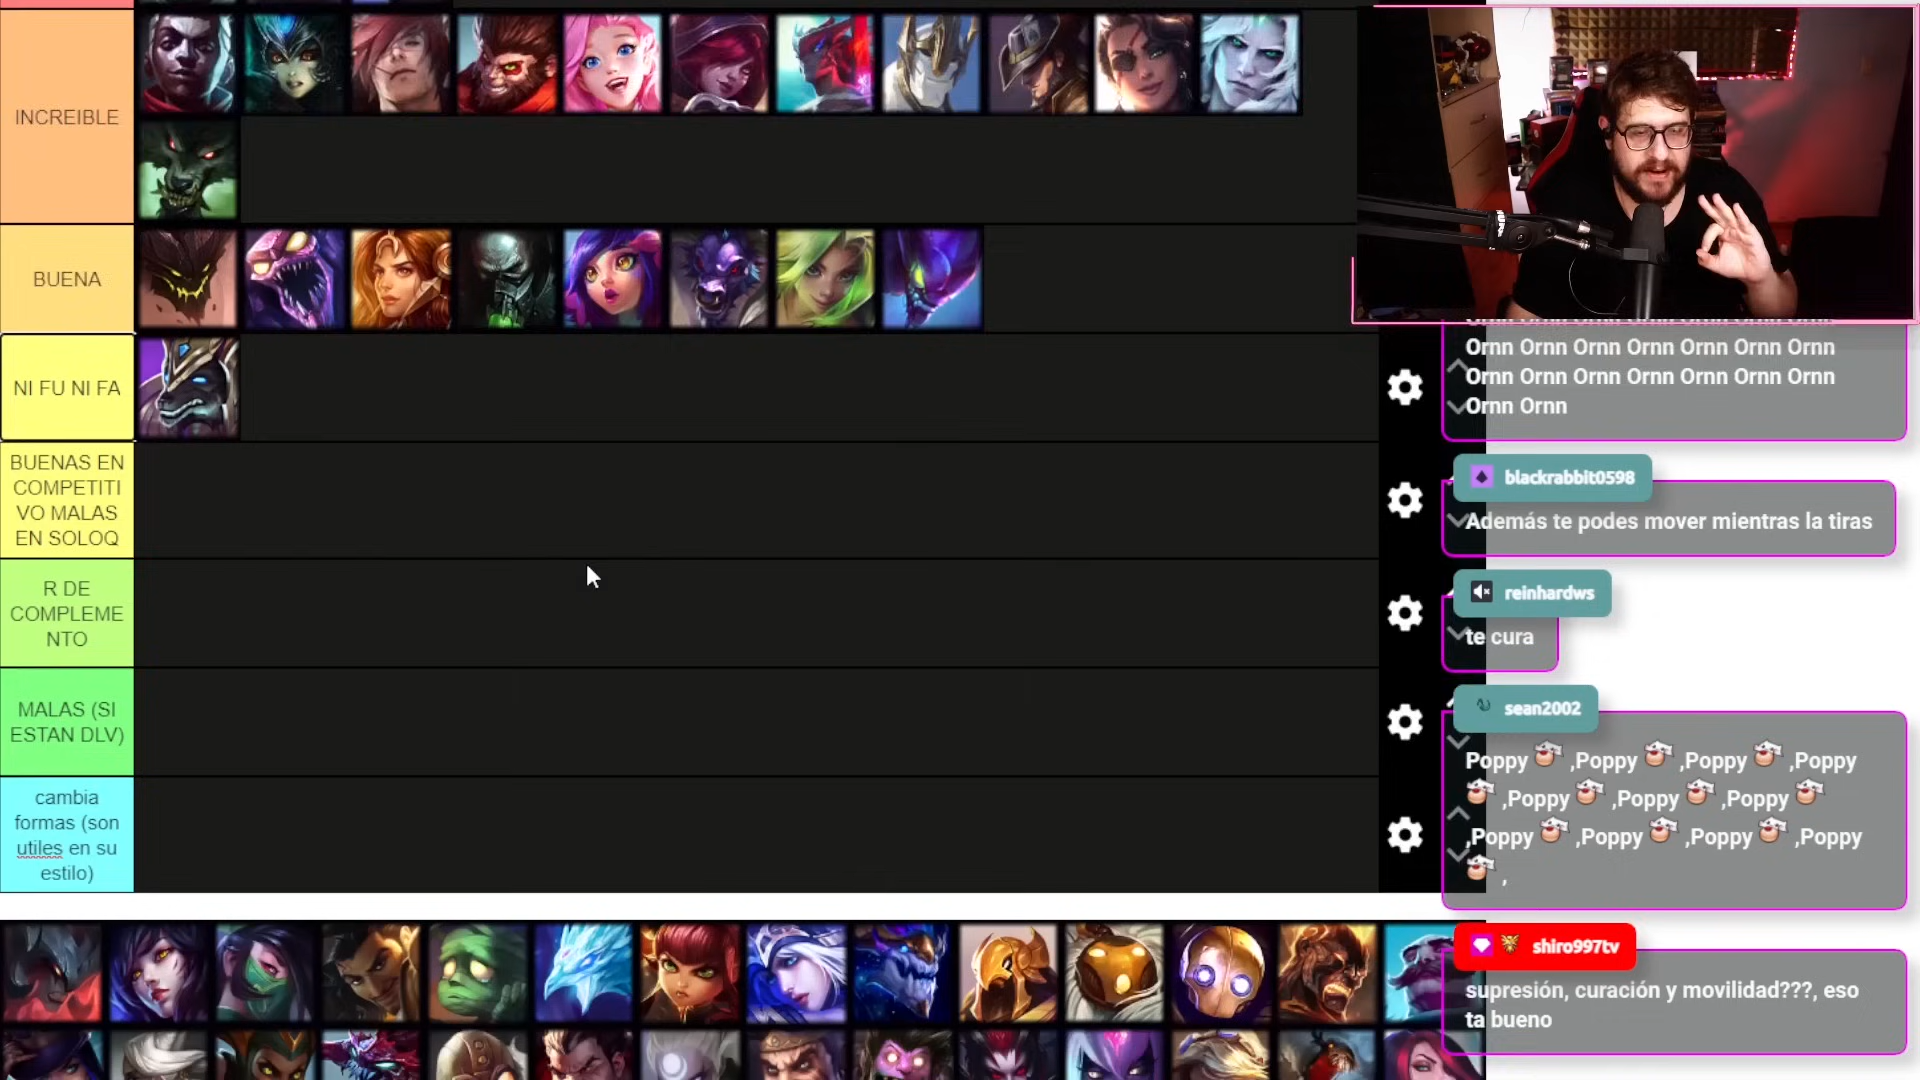 INCREIBLE
BUENA
NI FU NI FA
BUENAS EN
COMPETITI
VO MALAS
EN SOLOQ
R DE
COMPLEME
NTO
MALAS (SI
ESTAN DLV)
cambia
formas (son
utiles en su
estilo)
Ornn Ornn Ornn Ornn Ornn Ornn Ornn
Ornn Ornn Ornn Ornn Ornn Ornn Ornn
Ornn Ornn
blackrabbit0598
Además te podes mover mientras la tiras
reinhardws
te cura
sean2002
Poppy ,Poppy ,Poppy ,Poppy
,Poppy ,Poppy ,Poppy
,Poppy ,Poppy ,Poppy ,Poppy
,
shiro997tv
supresión, curación y movilidad???, eso
ta bueno